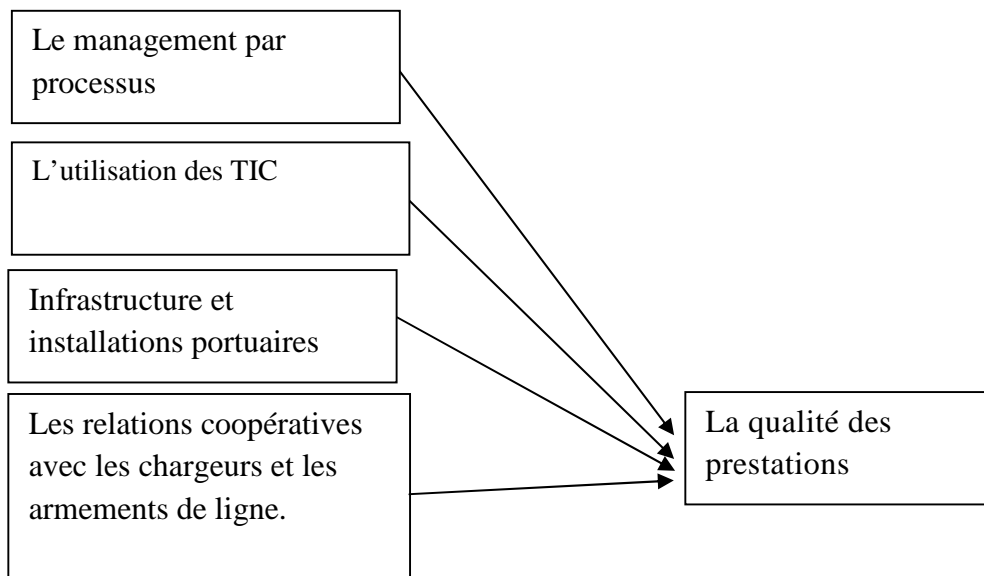 Le management par
processus
L’utilisation des TIC
Infrastructure et
installations portuaires
Les relations coopératives
avec les chargeurs et les
armements de ligne.
La qualité des
prestations